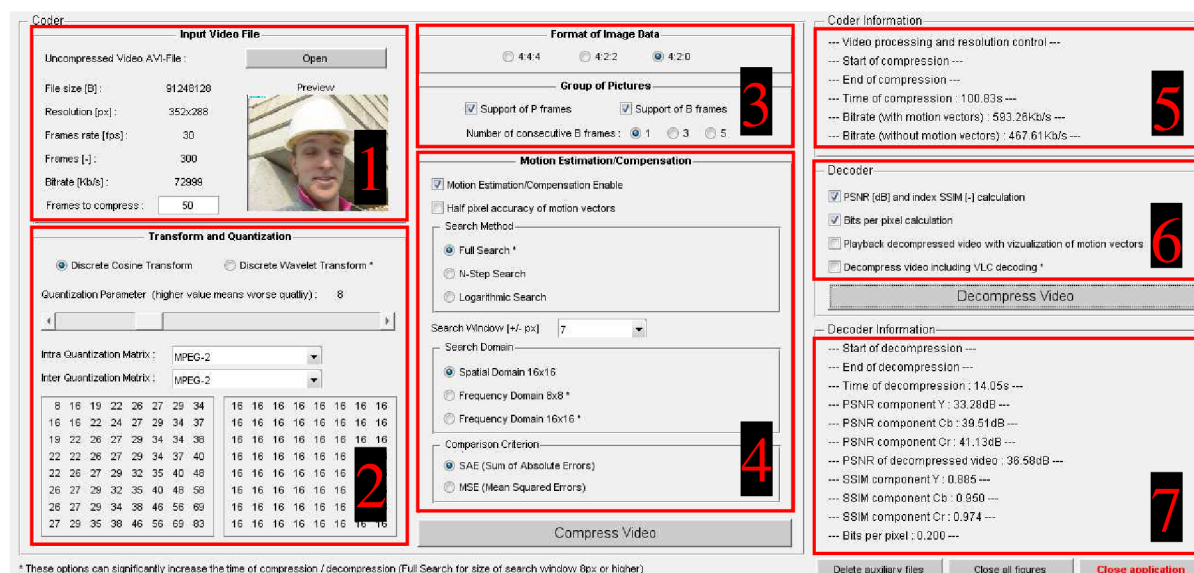 Coder
Input Video File
Uncompressed Video AVI-File :
Open
File size [B] :
91248128
Preview
Resolution [px] :
352x288
Frames rate [fps] :
30
Frames [-] :
300
Bitrate [Kb/s] :
72999
Frames to compress :
50
1
Transform and Quantization
Discrete Cosine Transform
Discrete Wavelet Transform *
Quantization Parameter (higher value means worse quatliy) :
8
Intra Quantization Matrix :
MPEG-2
Inter Quantization Matrix :
MPEG-2
8 16 19 22 26 27 29 34
16 16 22 24 27 29 34 37
19 22 26 27 29 34 34 38
22 22 26 27 29 34 37 40
22 26 27 29 32 35 40 48
26 27 29 32 35 40 48 58
26 27 29 34 38 46 56 69
27 29 35 38 46 56 69 83
16 16 16 16 16 16 16 16
16 16 16 16 16 16 16 16
16 16 16 16 16 16 16 16
16 16 16 16 16 16 16
16 16 16 16 16 16 16
16 16 16 16 16 16 16
16 16 16 16 16 16 16
16 16 16 16 16 16 16 16
2
Format of Image Data
4:4:4
4:2:2
4:2:0
Group of Pictures
Support of P frames
Support of B frames
Number of consecutive B frames :
1
3
5
3
Motion Estimation/Compensation
Motion Estimation/Compensation Enable
Half pixel accuracy of motion vectors
Search Method
Full Search *
N-Step Search
Logarithmic Search
Search Window [+/- px]
7
Search Domain
Spatial Domain 16x16
Frequency Domain 8x8 *
Frequency Domain 16x16 *
Comparison Criterion
SAE (Sum of Absolute Errors)
MSE (Mean Squared Errors)
4
Compress Video
* These options can significantly increase the time of compression / decompression (Full Search for size of search window 8px or higher)
Coder Information
--- Video processing and resolution control ---
--- Start of compression ---
--- End of compression ---
--- Time of compression : 100.83s ---
--- Bitrate (with motion vectors) : 593.26Kb/s ---
--- Bitrate (without motion vectors) : 467.61Kb/s ---
5
Decoder
PSNR [dB] and index SSIM [-] calculation
Bits per pixel calculation
Playback decompressed video with vizualization of motion vectors
Decompress video including VLC decoding *
6
Decompress Video
Decoder Information
--- Start of decompression ---
--- End of decompression ---
--- Time of decompression : 14.05s ---
--- PSNR component Y : 33.28dB ---
--- PSNR component Cb : 39.51dB ---
--- PSNR component Cr : 41.13dB ---
--- PSNR of decompressed video : 36.58dB ---
--- SSIM component Y : 0.885 ---
--- SSIM component Cb : 0.950 ---
--- SSIM component Cr : 0.974 ---
--- Bits per pixel : 0.200 ---
7
Delete auxiliary files
Close all figures
Close application